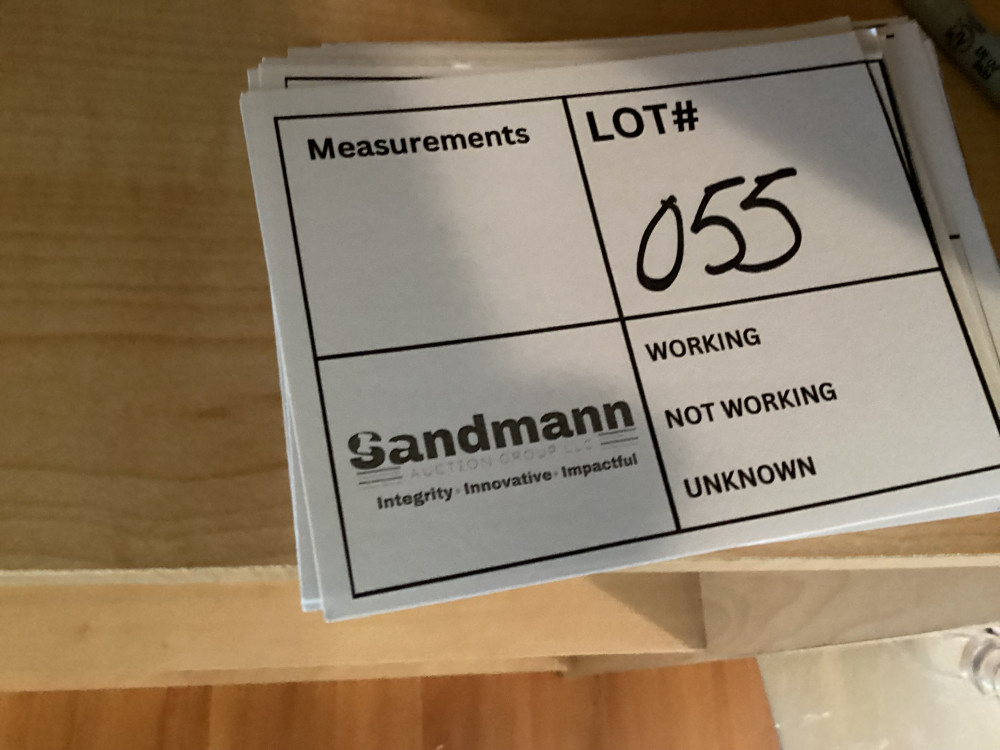 Measurements
LOT#
055
Sandmann
AUCTION GROUP LLC
Integrity · Innovative · Impactful
WORKING
NOT WORKING
UNKNOWN